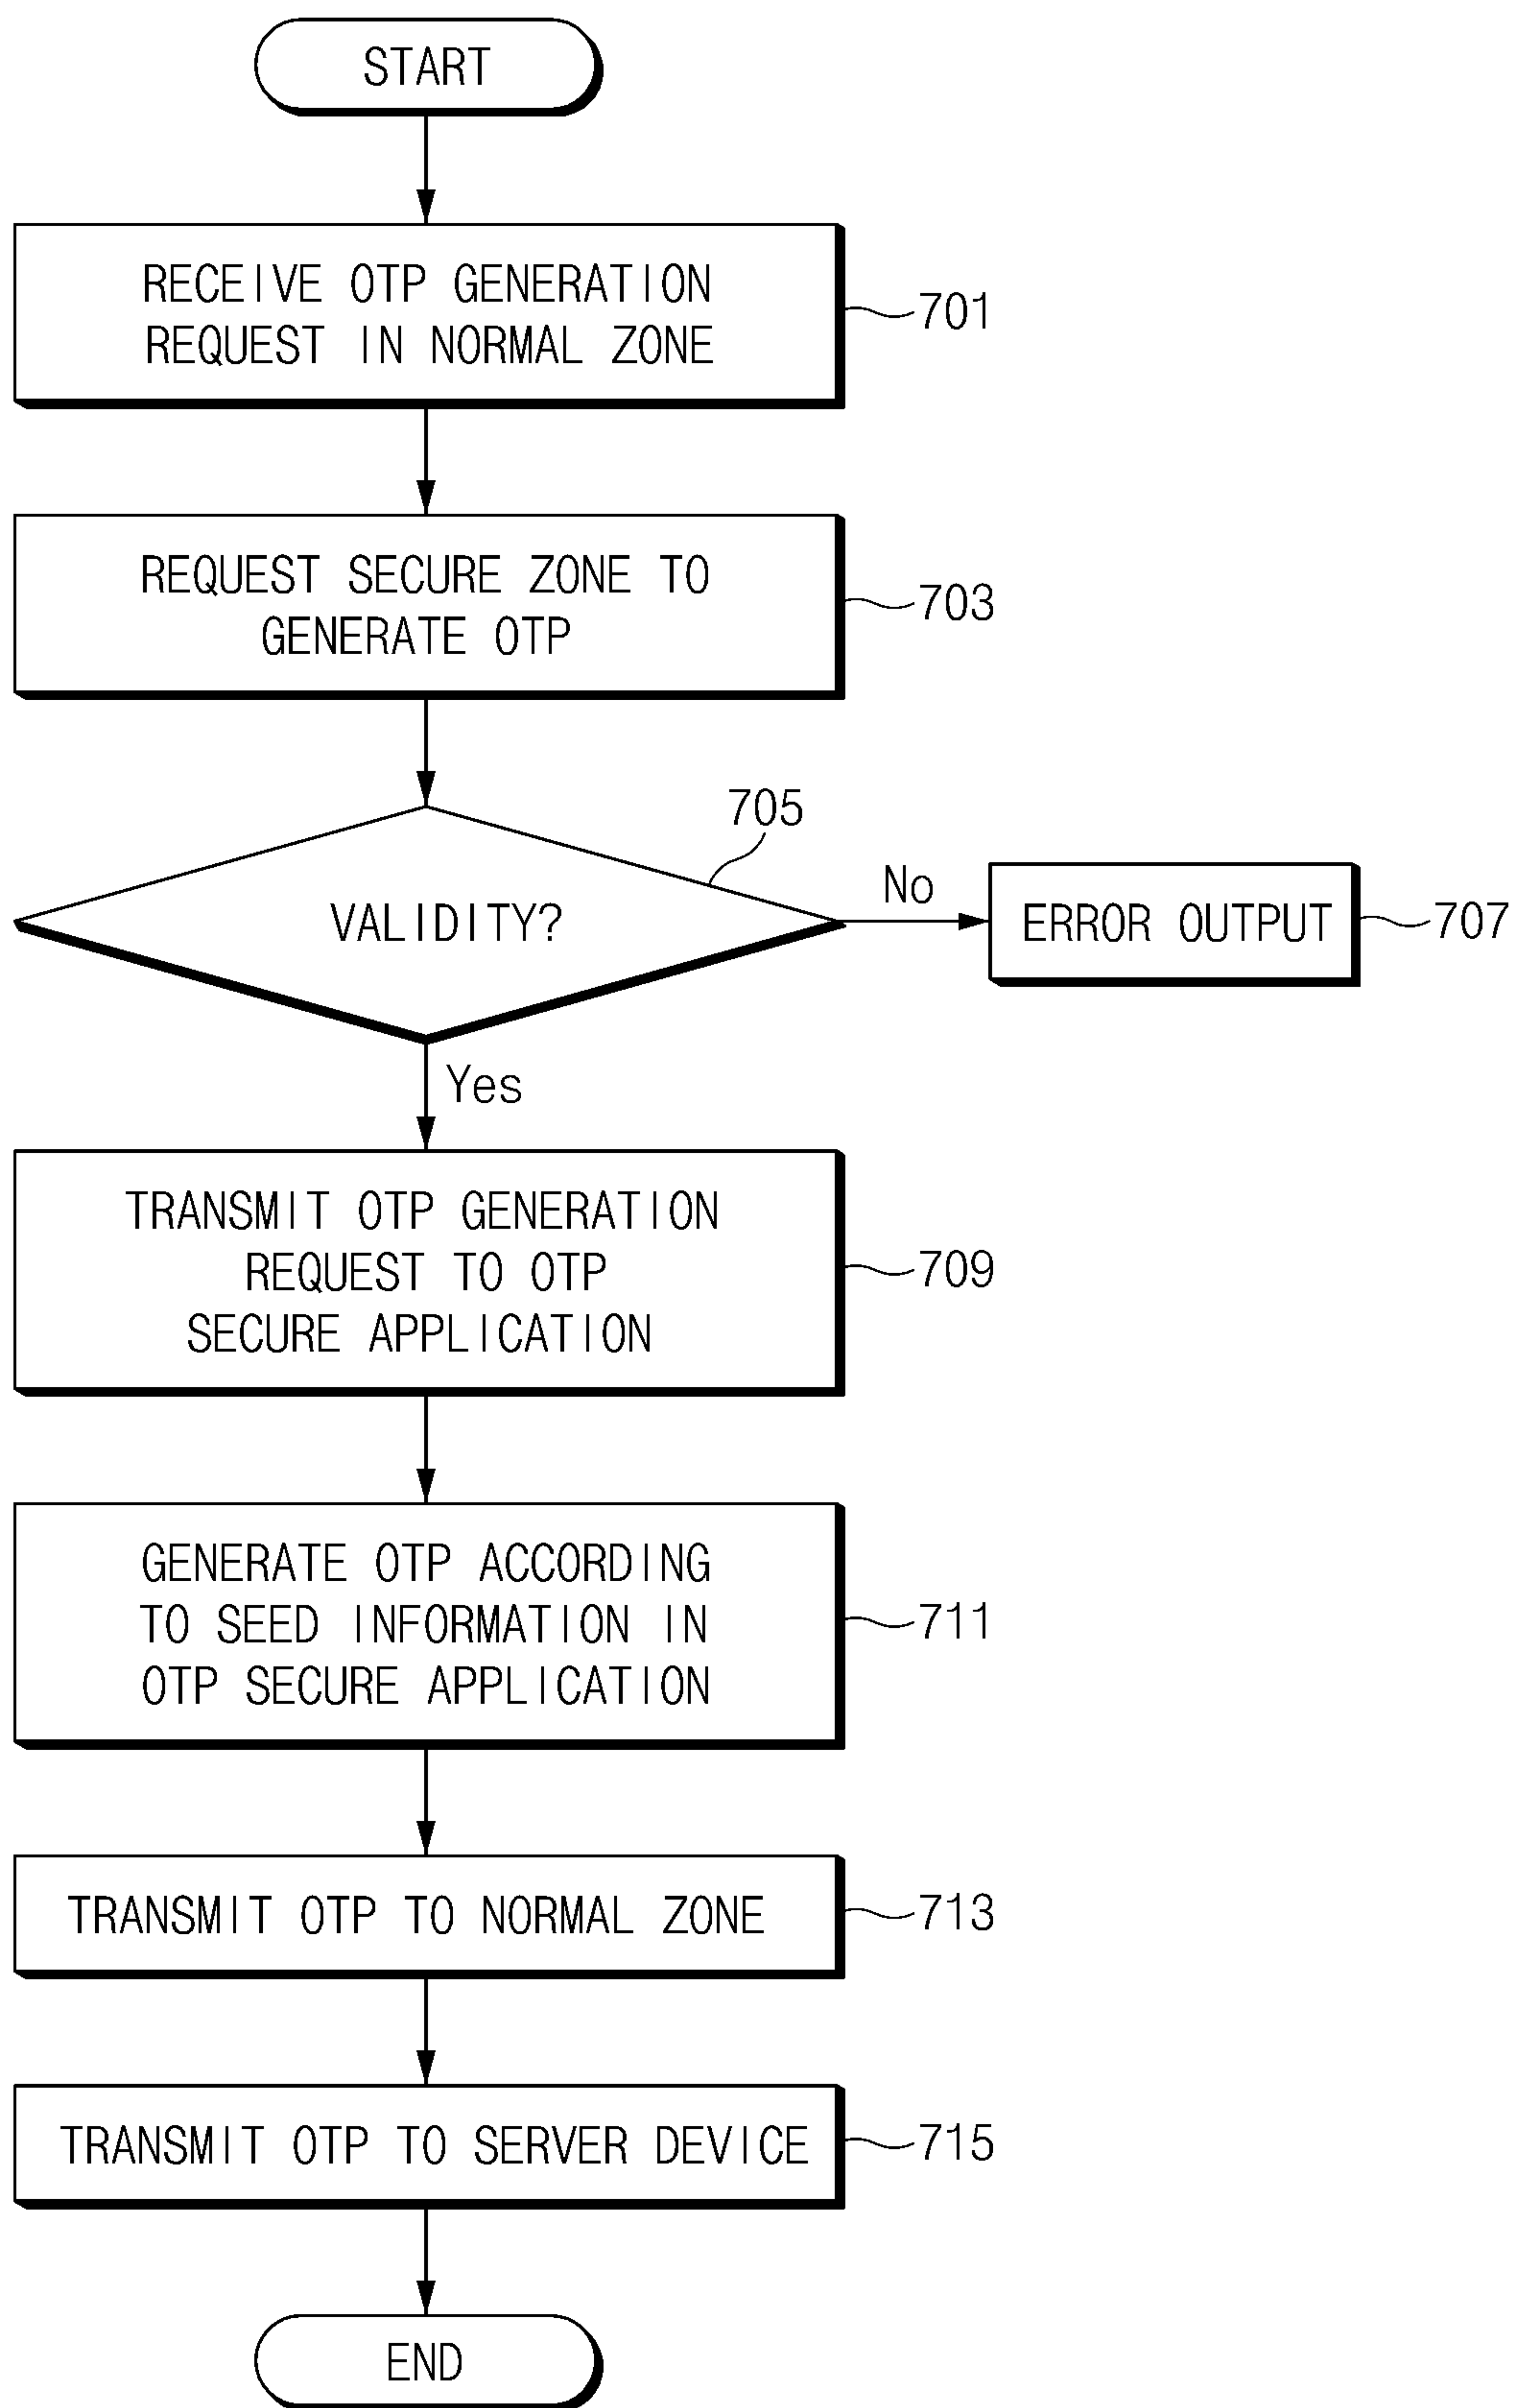 START
RECEIVE OTP GENERATION
REQUEST IN NORMAL ZONE
701
REQUEST SECURE ZONE TO
GENERATE OTP
703
705
VALIDITY?
No
ERROR OUTPUT
707
Yes
TRANSMIT OTP GENERATION
REQUEST TO OTP
SECURE APPLICATION
709
GENERATE OTP ACCORDING
TO SEED INFORMATION IN
OTP SECURE APPLICATION
711
TRANSMIT OTP TO NORMAL ZONE
713
TRANSMIT OTP TO SERVER DEVICE
715
END